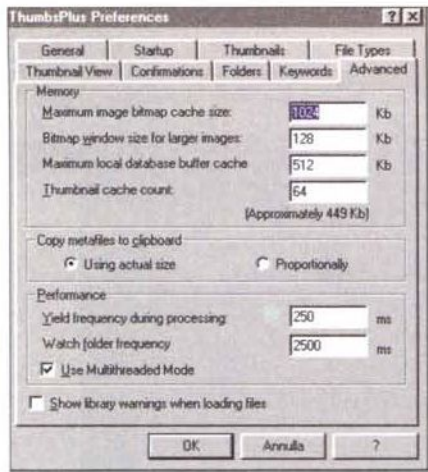 ThumbsPlus Preferences
General Startup Thumbnails File Types
Thumbnail View Confirmations Folders Keywords Advanced
Memory
Maximum image bitmap cache size: 1024 Kb
Bitmap window size for larger images: 128 Kb
Maximum local database buffer cache 512 Kb
Thumbnail cache count: 64
(Approximately 449 Kb)
Copy metafiles to clipboard
Using actual size Proportionally
Performance
Yield frequency during processing: 250 ms
Watch folder frequency 2500 ms
Use Multithreaded Mode
Show library warnings when loading files
OK Annulla ?